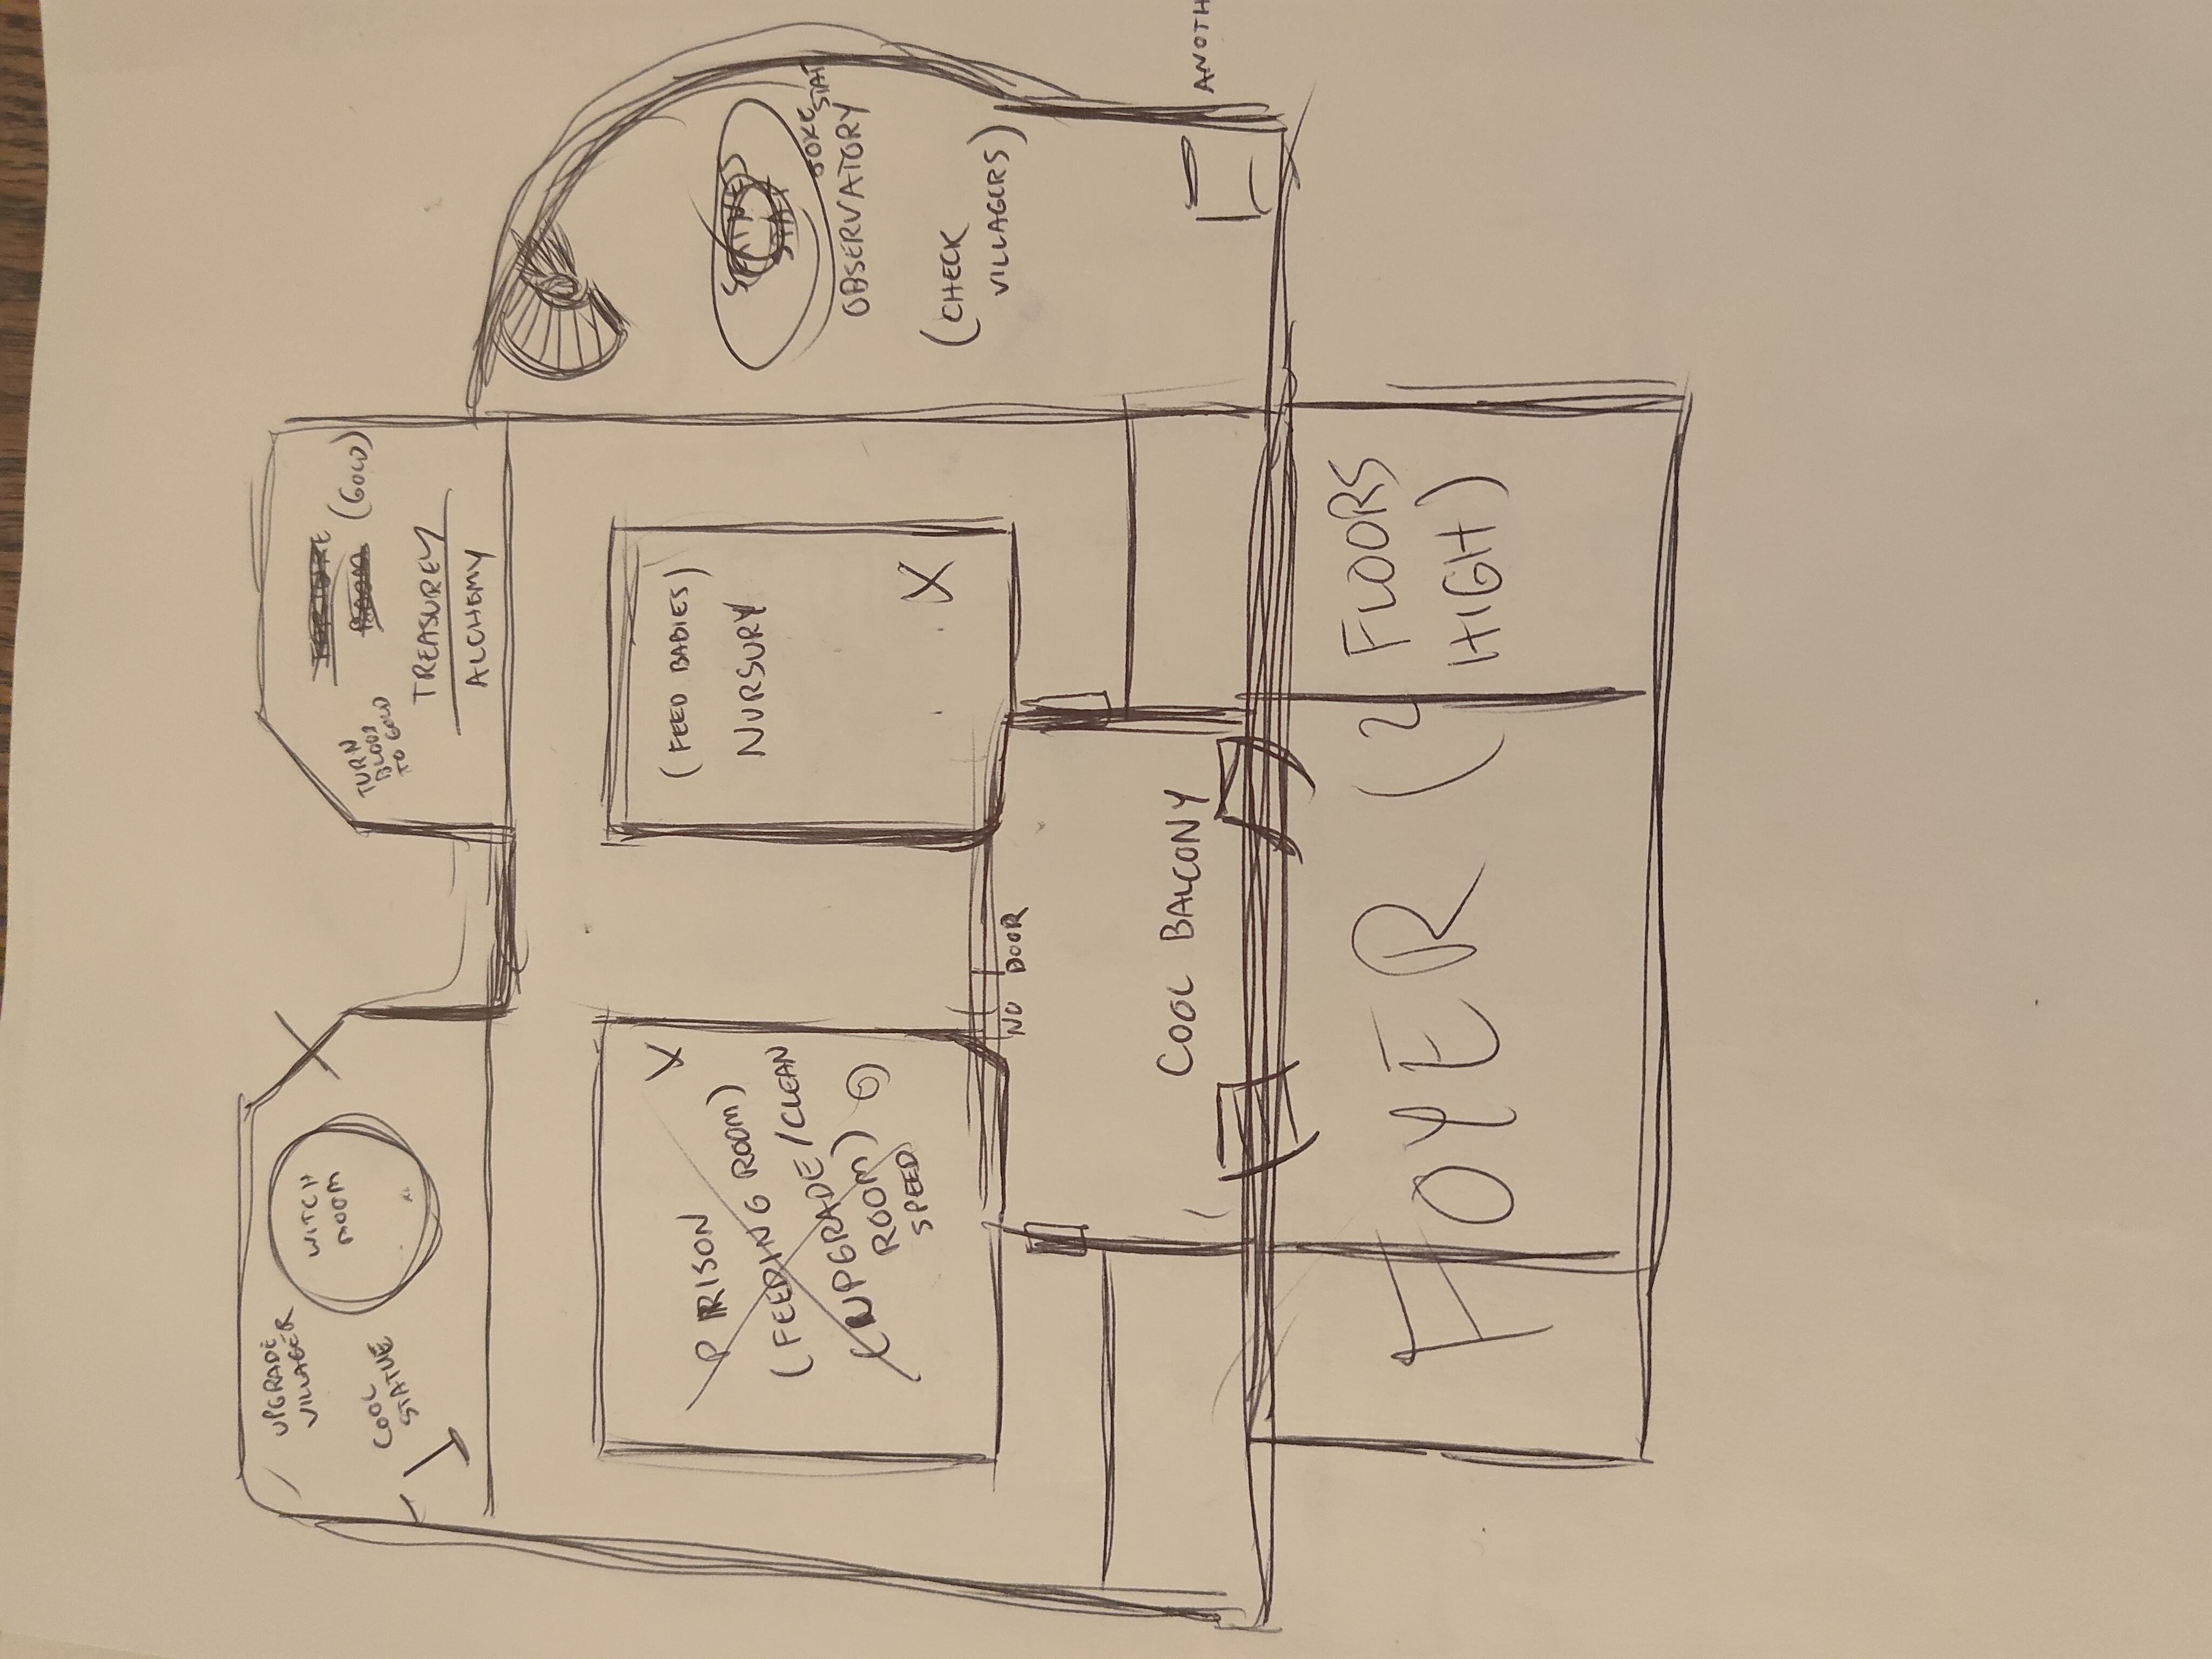 UPGRADE
VILLAGER
COOL
STATUE
WITCH
ROOM
TORTURE
ROOM
(GOLD)
TURN
BLOOD
TO GOLD
TREASUREY
ALCHEMY
PRISON
(FEEDING ROOM)
(UPGRADE/CLEAN
ROOM)
SPEED
X
(FEED BABIES)
NURSURY
X
JOKE STAT
OBSERVATORY
(CHECK
VILLAGERS)
NO DOOR
COOL BALCONY
ANOTH
FOYER (2 FLOORS
HIGH)